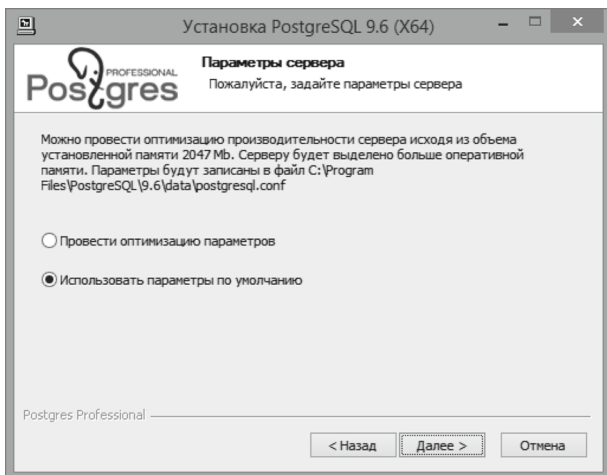 Установка PostgreSQL 9.6 (X64)
PROFESSIONAL
Postgres
Параметры сервера
Пожалуйста, задайте параметры сервера
Можно провести оптимизацию производительности сервера исходя из объема
установленной памяти 2047 Mb. Серверу будет выделено больше оперативной
памяти. Параметры будут записаны в файл C:\Program
Files\PostgreSQL\9.6\data\postgresql.conf
Провести оптимизацию параметров
Использовать параметры по умолчанию
Postgres Professional
< Назад
Далее >
Отмена